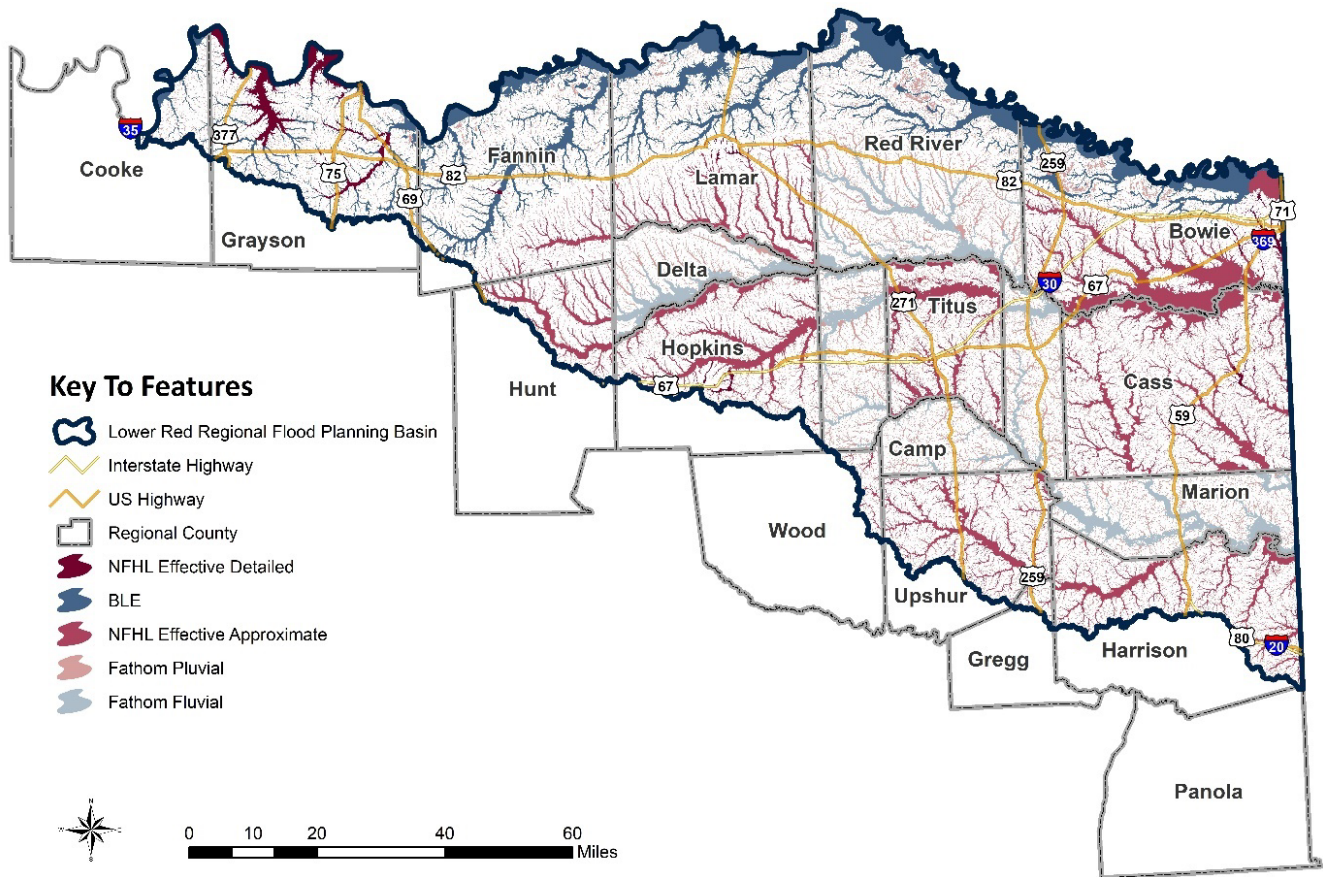 35
377
Cooke
75
82
69
Grayson
Fannin
Lamar
Red River
82
259
71
Bowie
369
Delta
271
Titus
30
67
Hopkins
67
Hunt
Cass
59
Camp
Marion
Wood
Upshur
259
Gregg
Harrison
80
20
Panola
Key To Features
Lower Red Regional Flood Planning Basin
Interstate Highway
US Highway
Regional County
NFHL Effective Detailed
BLE
NFHL Effective Approximate
Fathom Pluvial
Fathom Fluvial
N
W E
S
0 10 20 40 60
Miles